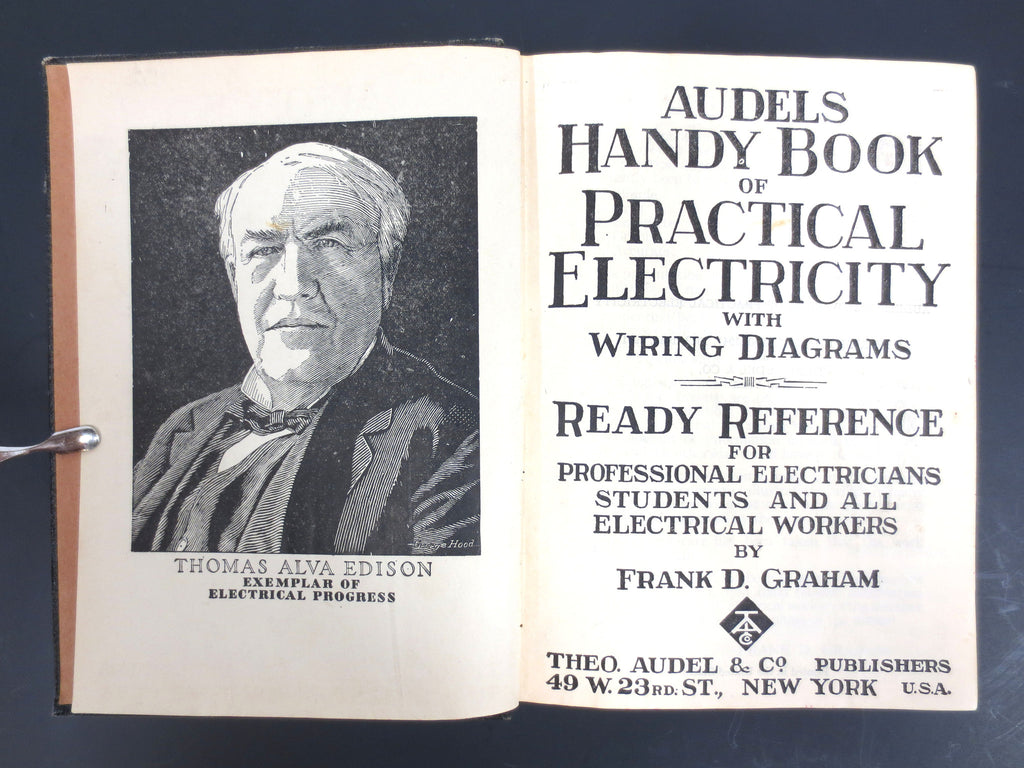 George Hood
THOMAS ALVA EDISON
EXEMPLAR OF
ELECTRICAL PROGRESS
AUDELS
HANDY BOOK
OF
PRACTICAL
ELECTRICITY
WITH
WIRING DIAGRAMS
READY REFERENCE
FOR
PROFESSIONAL ELECTRICIANS
STUDENTS AND ALL
ELECTRICAL WORKERS
BY
FRANK D. GRAHAM
THEO. AUDEL & CO. PUBLISHERS
49 W. 23RD. ST., NEW YORK U.S.A.